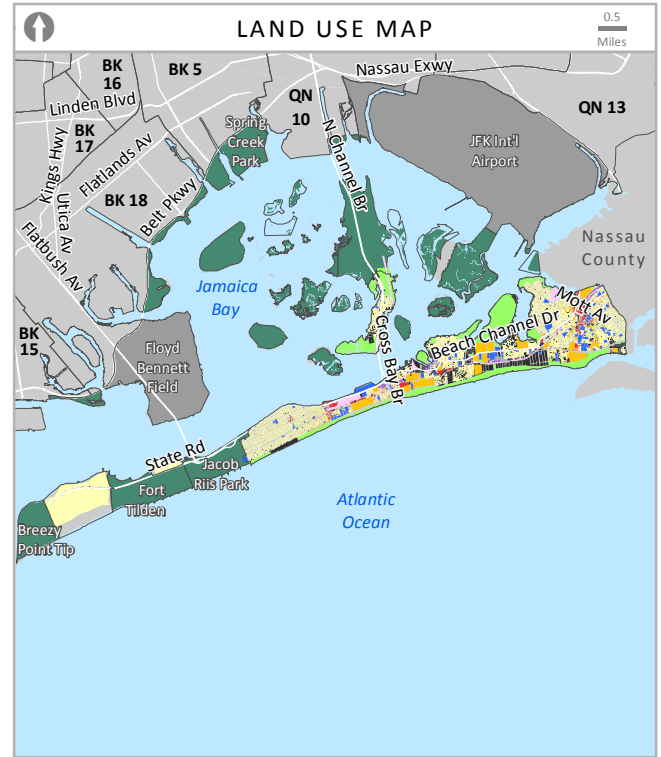 LAND USE MAP
0.5
Miles
BK
16
BK 5
Nassau Exwy
Linden Blvd
QN
10
QN 13
BK
17
Kings Hwy
Utica Av
Flatlands Av
Spring
Creek
Park
N Channel Br
JFK Int'l
Airport
BK 18
Belt Pkwy
Flatbush Av
Nassau
County
Jamaica
Bay
Mott Av
Beach Channel Dr
Cross Bay Br
BK
15
Floyd
Bennett
Field
State Rd
Jacob
Riis Park
Fort
Tilden
Atlantic
Ocean
Breezy
Point Tip